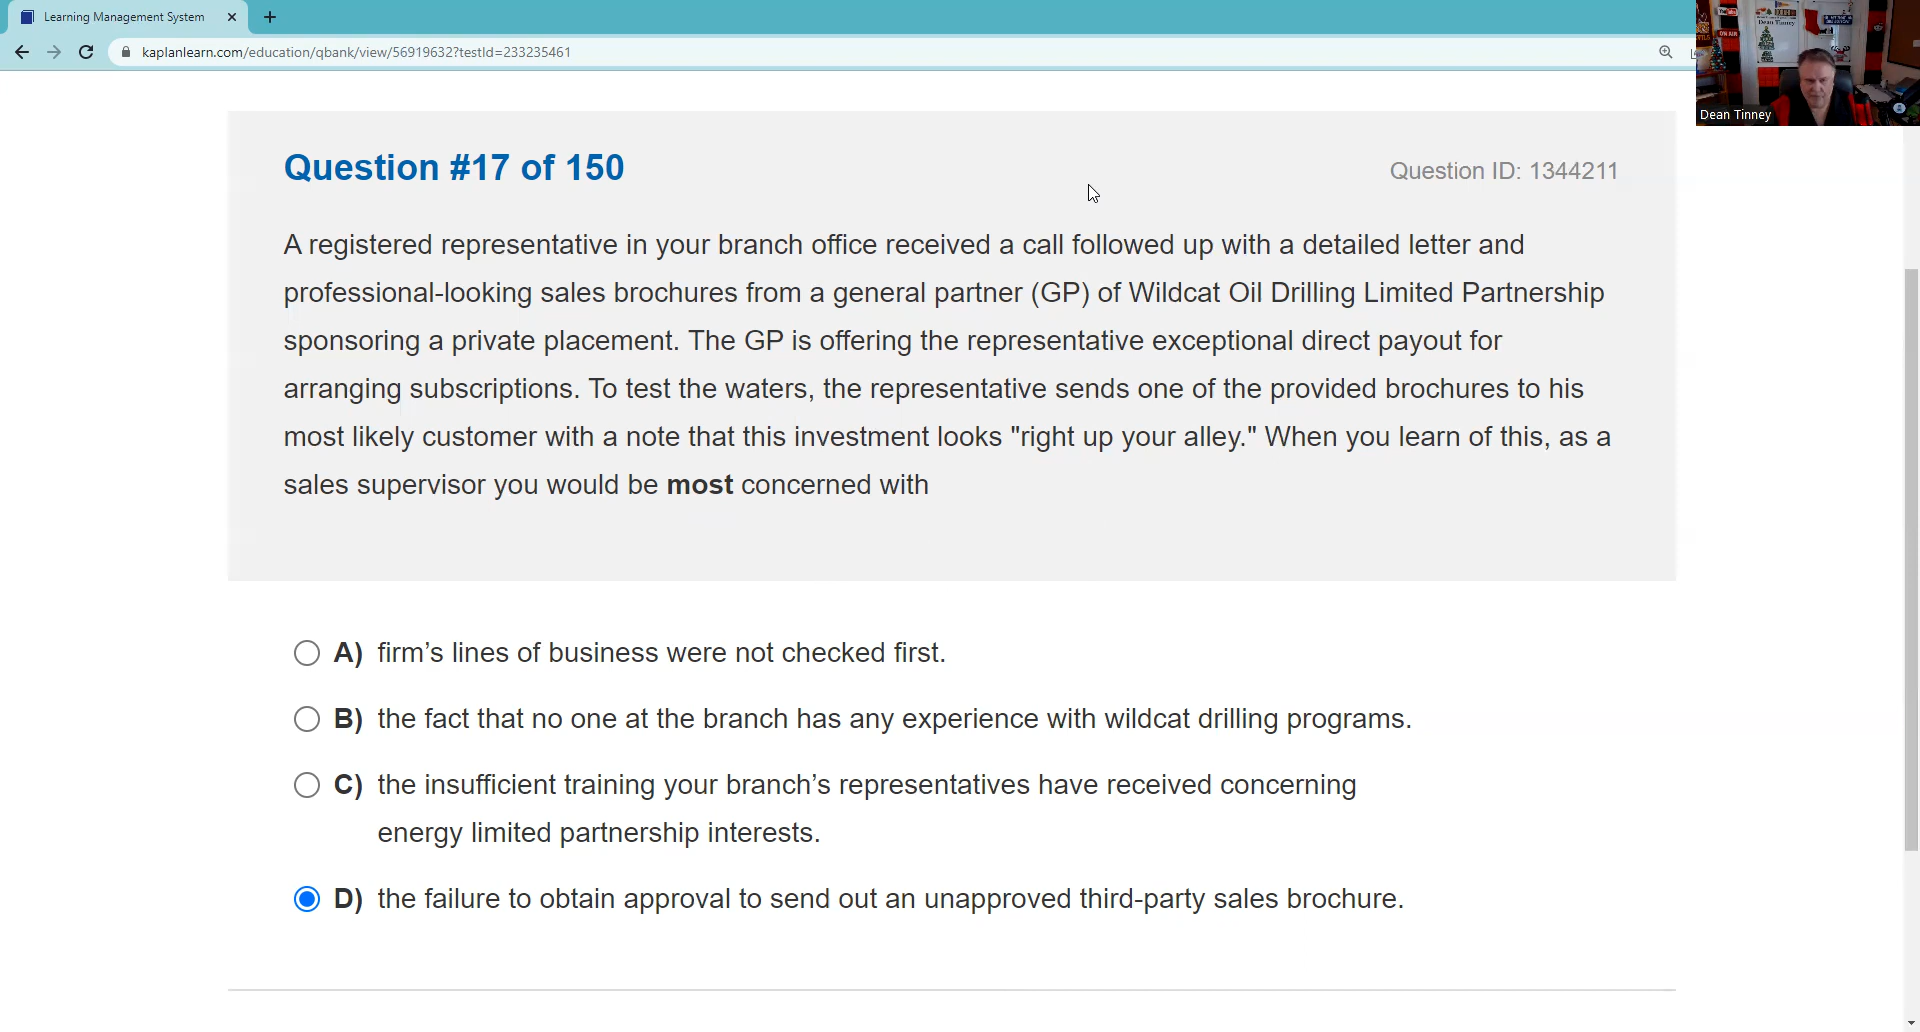 Learning Management System
kaplanlearn.com/education/qbank/view/56919632?testId=233235461
ON AIR
Dean Tinney
Question #17 of 150
Question ID: 1344211
A registered representative in your branch office received a call followed up with a detailed letter and
professional-looking sales brochures from a general partner (GP) of Wildcat Oil Drilling Limited Partnership
sponsoring a private placement. The GP is offering the representative exceptional direct payout for
arranging subscriptions. To test the waters, the representative sends one of the provided brochures to his
most likely customer with a note that this investment looks "right up your alley." When you learn of this, as a
sales supervisor you would be most concerned with
A) firm’s lines of business were not checked first.
B) the fact that no one at the branch has any experience with wildcat drilling programs.
C) the insufficient training your branch’s representatives have received concerning
energy limited partnership interests.
D) the failure to obtain approval to send out an unapproved third-party sales brochure.